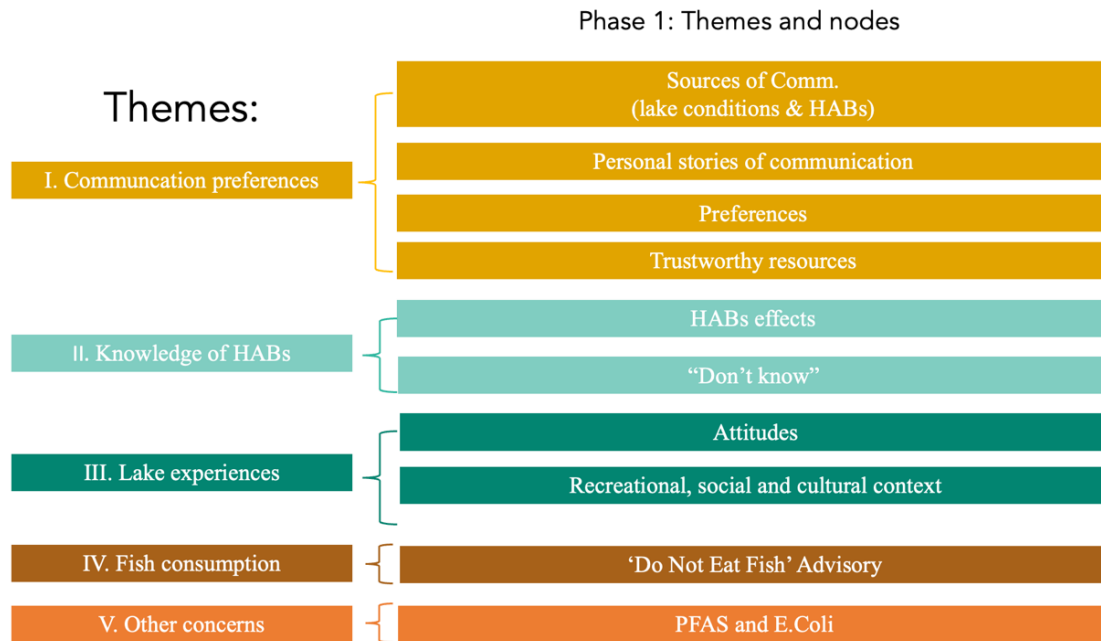 Phase 1: Themes and nodes
Themes:
I. Communcation preferences
Sources of Comm.
(lake conditions & HABs)
Personal stories of communication
Preferences
Trustworthy resources
II. Knowledge of HABs
HABs effects
“Don’t know”
III. Lake experiences
Attitudes
Recreational, social and cultural context
IV. Fish consumption
‘Do Not Eat Fish’ Advisory
V. Other concerns
PFAS and E.Coli